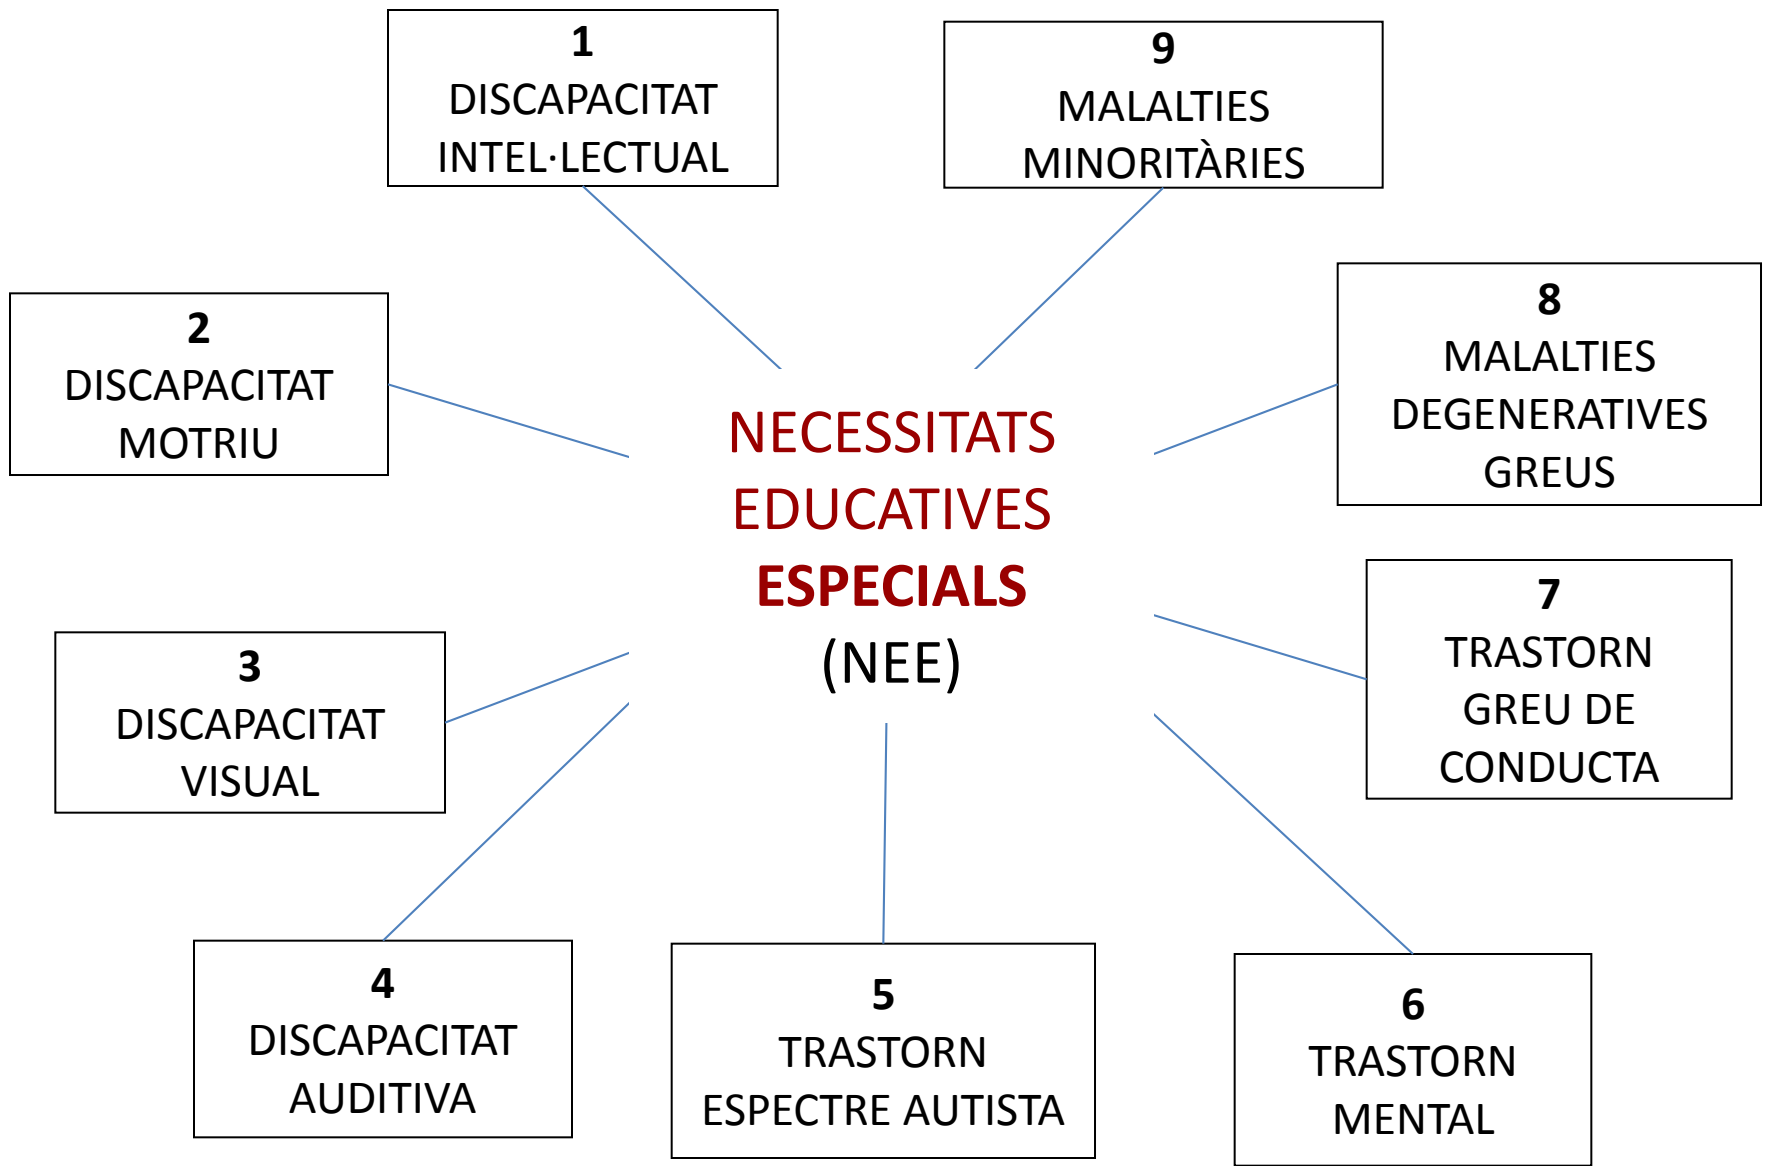 1
DISCAPACITAT
INTEL·LECTUAL
9
MALALTIES
MINORITÀRIES
2
DISCAPACITAT
MOTRIU
8
MALALTIES
DEGENERATIVES
GREUS
NECESSITATS
EDUCATIVES
ESPECIALS
(NEE)
3
DISCAPACITAT
VISUAL
7
TRASTORN
GREU DE
CONDUCTA
4
DISCAPACITAT
AUDITIVA
5
TRASTORN
ESPECTRE AUTISTA
6
TRASTORN
MENTAL